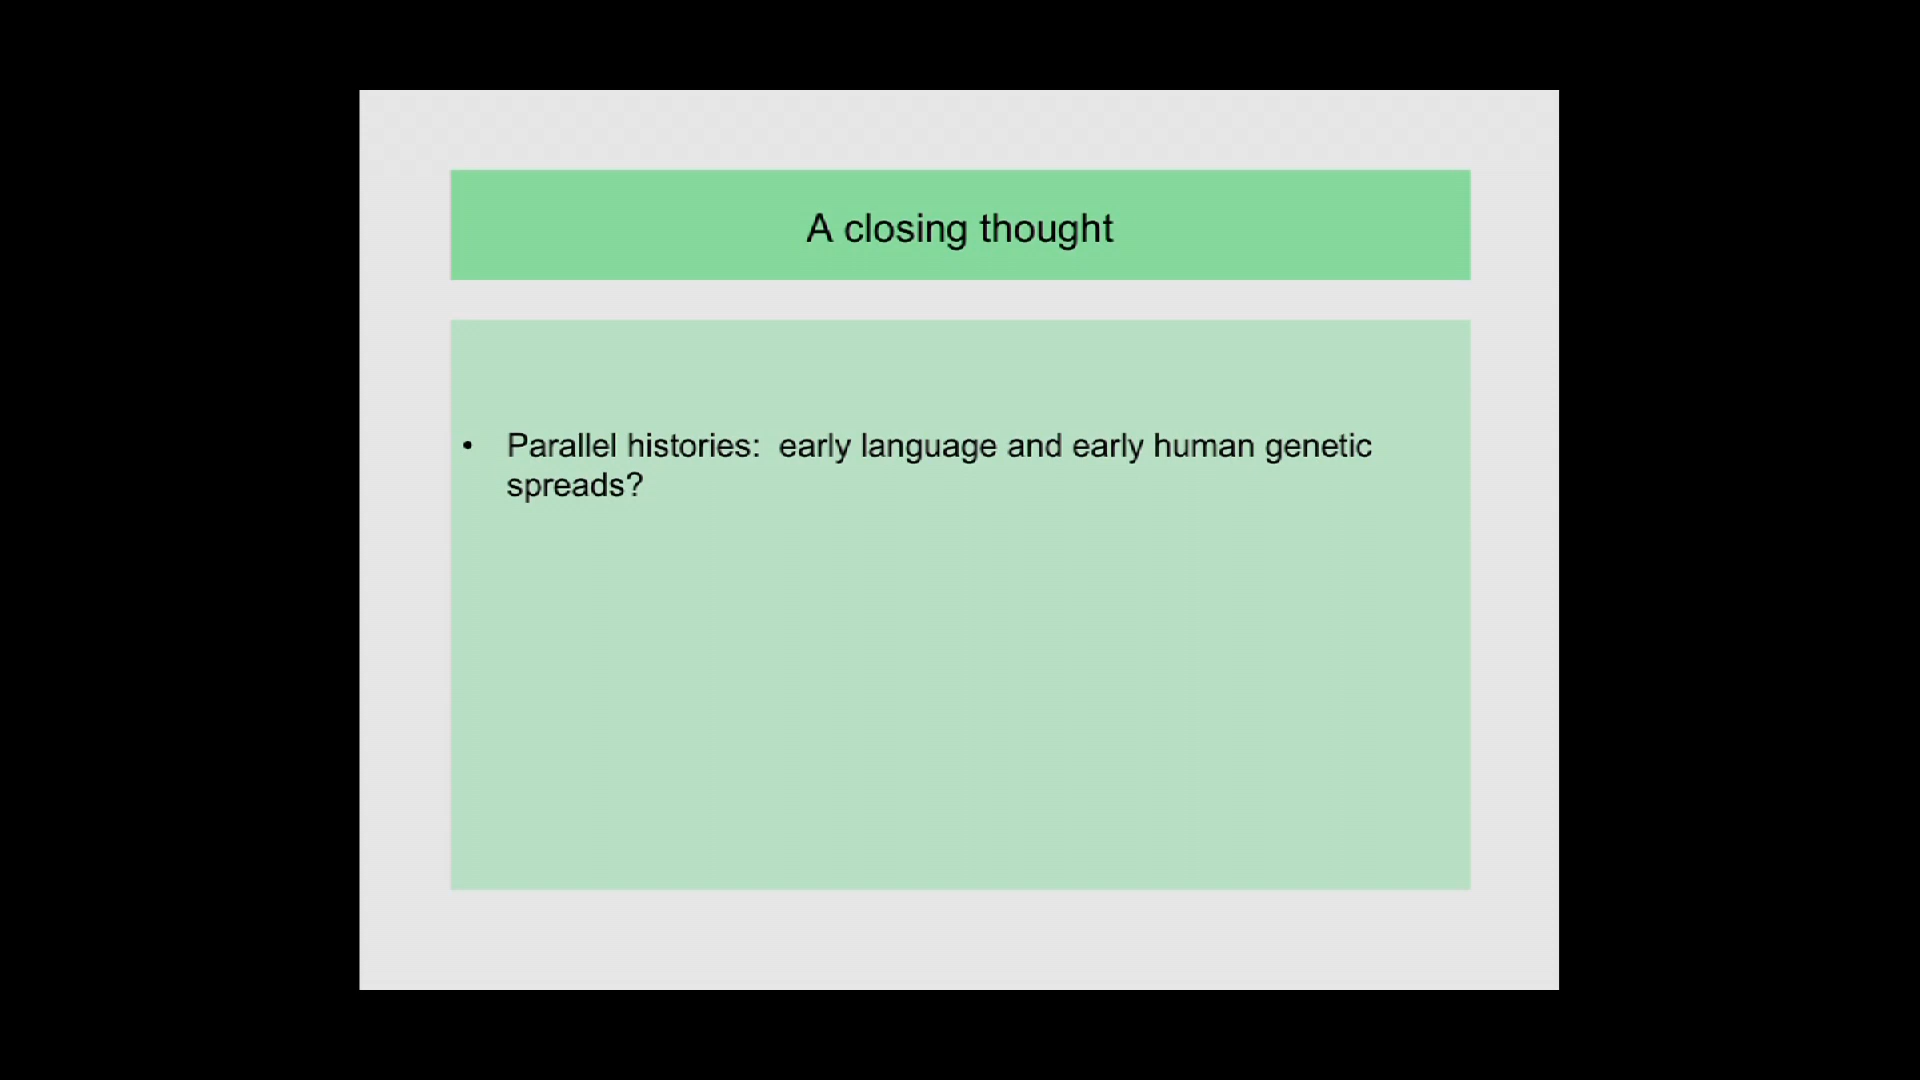 A closing thought
• Parallel histories:  early language and early human genetic
spreads?